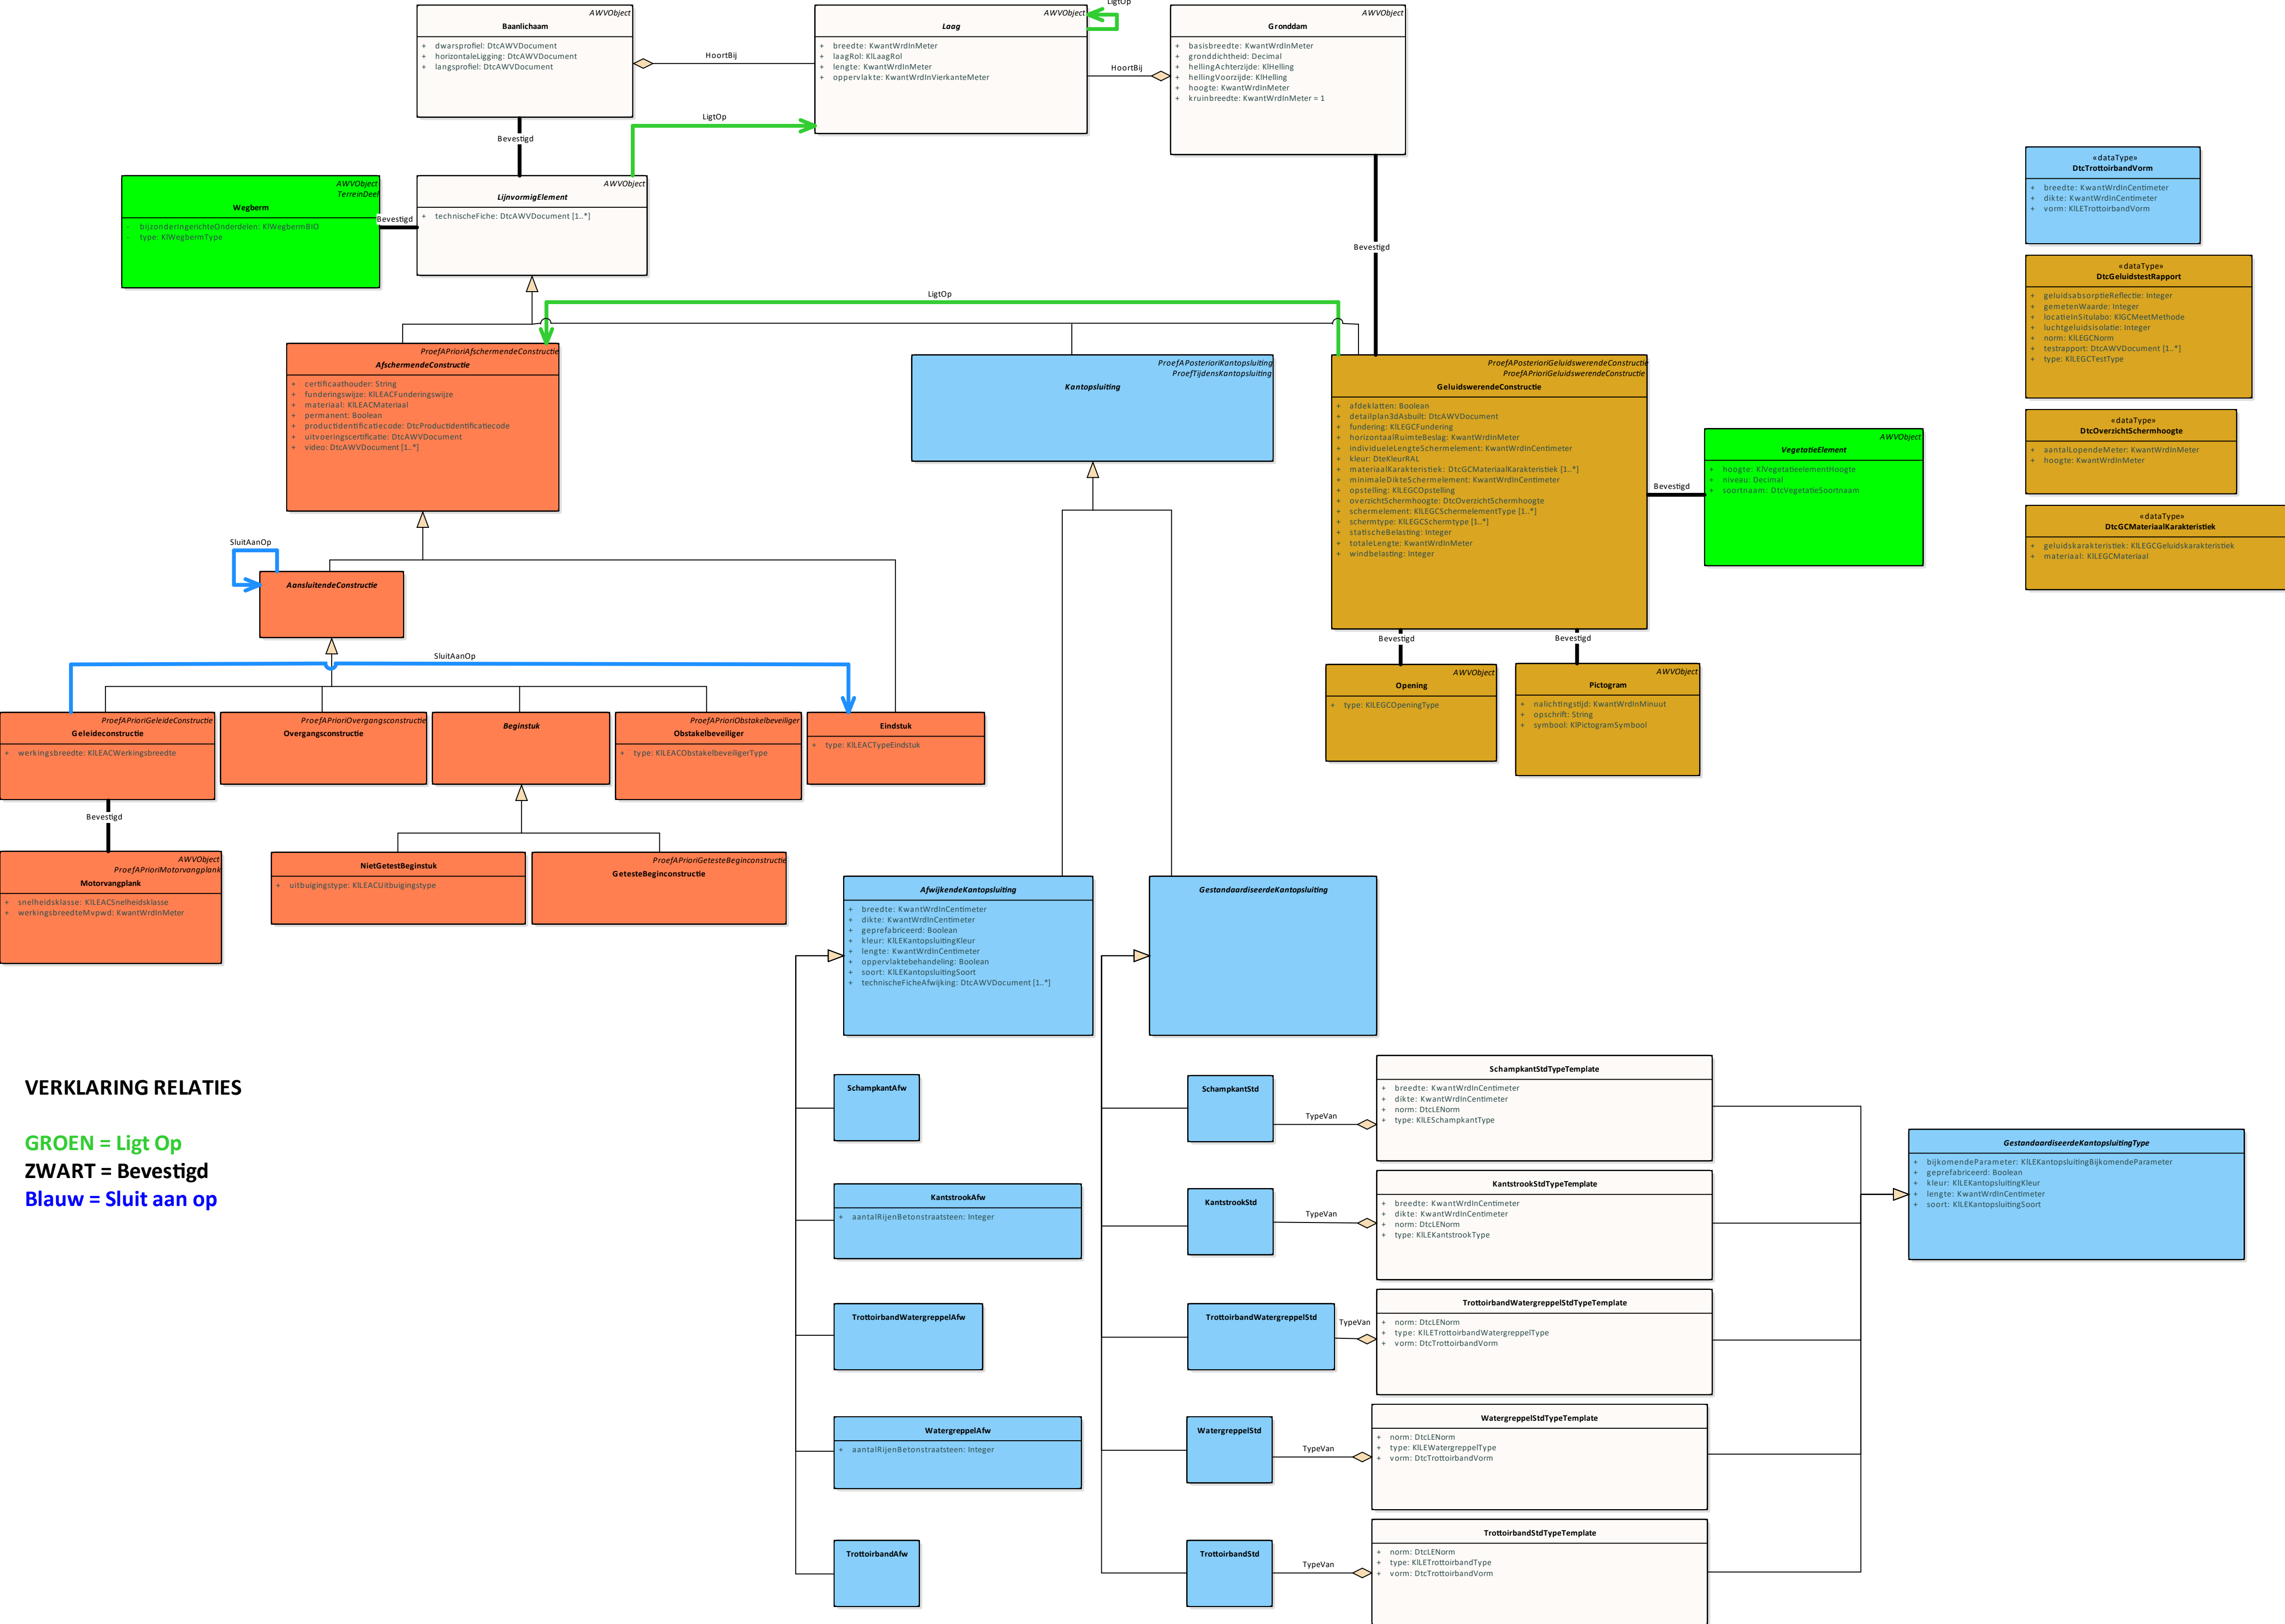 AWVObject
Baanlichaam
+ dwarsprofiel: DtcAWVDocument
+ horizontaleLigging: DtcAWVDocument
+ langsprofiel: DtcAWVDocument
HoortBij
AWVObject
Laag
+ breedte: KwantWrdInMeter
+ laagRol: KlLaagRol
+ lengte: KwantWrdInMeter
+ oppervlakte: KwantWrdInVierkanteMeter
LigtOp
HoortBij
AWVObject
Gronddam
+ basisbreedte: KwantWrdInMeter
+ gronddichtheid: Decimal
+ hellingAchterzijde: KlHelling
+ hellingVoorzijde: KlHelling
+ hoogte: KwantWrdInMeter
+ kruinbreedte: KwantWrdInMeter = 1
Bevestigd
LigtOp
AWVObject
TerreinDeel
Wegberm
- bijzonderIngerichteOnderdelen: KlWegbermBIO
- type: KlWegbermType
Bevestigd
AWVObject
LijnvormigElement
+ technischeFiche: DtcAWVDocument [1..*]
Bevestigd
«dataType»
DtcTrottoirbandVorm
+ breedte: KwantWrdInCentimeter
+ dikte: KwantWrdInCentimeter
+ vorm: KlLETrottoirbandVorm
«dataType»
DtcGeluidstestRapport
+ geluidsabsorptieReflectie: Integer
+ gemetenWaarde: Integer
+ locatieInSitulabo: KlGCMeetMethode
+ luchtgeluidsisolatie: Integer
+ norm: KlLEGCNorm
+ testrapport: DtcAWVDocument [1..*]
+ type: KlLEGCTestType
«dataType»
DtcOverzichtSchermhoogte
+ aantalLopendeMeter: KwantWrdInMeter
+ hoogte: KwantWrdInMeter
«dataType»
DtcGCMateriaalKarakteristiek
+ geluidskarakteristiek: KlLEGCGeluidskarakteristiek
+ materiaal: KlLEGCMateriaal
LigtOp
ProefAPrioriAfschermendeConstructie
AfschermendeConstructie
+ certificaathouder: String
+ funderingswijze: KlLEACFunderingswijze
+ materiaal: KlLEACMateriaal
+ permanent: Boolean
+ productidentificatiecode: DtcProductidentificatiecode
+ uitvoeringscertificatie: DtcAWVDocument
+ video: DtcAWVDocument [1..*]
ProefAPosterioriKantopsluiting
ProefTijdensKantopsluiting
Kantopsluiting
ProefAPosterioriGeluidswerendeConstructie
ProefAPrioriGeluidswerendeConstructie
GeluidswerendeConstructie
+ afdeklatten: Boolean
+ detailplan3dAsbuilt: DtcAWVDocument
+ fundering: KlLEGCFundering
+ horizontaalRuimteBeslag: KwantWrdInMeter
+ individueleLengteSchermelement: KwantWrdInCentimeter
+ kleur: DteKleurRAL
+ materiaalKarakteristiek: DtcGCMateriaalKarakteristiek [1..*]
+ minimaleDikteSchermelement: KwantWrdInCentimeter
+ opstelling: KlLEGCOpstelling
+ overzichtSchermhoogte: DtcOverzichtSchermhoogte
+ schermelement: KlLEGCSchermelementType [1..*]
+ schermtype: KlLEGCSchermtype [1..*]
+ statischeBelasting: Integer
+ totaleLengte: KwantWrdInMeter
+ windbelasting: Integer
Bevestigd
AWVObject
VegetatieElement
+ hoogte: KlVegetatieelementHoogte
+ niveau: Decimal
+ soortnaam: DtcVegetatieSoortnaam
SluitAanOp
AansluitendeConstructie
SluitAanOp
Bevestigd
Bevestigd
AWVObject
Opening
+ type: KlLEGCOpeningType
AWVObject
Pictogram
+ nalichtingstijd: KwantWrdInMinuut
+ opschrift: String
+ symbool: KlPictogramSymbool
ProefAPrioriGeleideConstructie
Geleideconstructie
+ werkingsbreedte: KlLEACWerkingsbreedte
ProefAPrioriOvergangsconstructie
Overgangsconstructie
Beginstuk
ProefAPrioriObstakelbeveiliger
Obstakelbeveiliger
+ type: KlLEACObstakelbeveiligerType
Eindstuk
+ type: KlLEACTypeEindstuk
Bevestigd
AWVObject
ProefAPrioriMotorvangplank
Motorvangplank
+ snelheidsklasse: KlLEACSnelheidsklasse
+ werkingsbreedteMvpwd: KwantWrdInMeter
NietGetestBeginstuk
+ uitbuigingstype: KlLEACUitbuigingstype
ProefAPrioriGetesteBeginconstructie
GetesteBeginconstructie
AfwijkendeKantopsluiting
+ breedte: KwantWrdInCentimeter
+ dikte: KwantWrdInCentimeter
+ geprefabriceerd: Boolean
+ kleur: KlLEKantopsluitingKleur
+ lengte: KwantWrdInCentimeter
+ oppervlaktebehandeling: Boolean
+ soort: KlLEKantopsluitingSoort
+ technischeFicheAfwijking: DtcAWVDocument [1..*]
GestandaardiseerdeKantopsluiting
VERKLARING RELATIES
GROEN = Ligt Op
ZWART = Bevestigd
Blauw = Sluit aan op
SchampkantAfw
SchampkantStd
TypeVan
SchampkantStdTypeTemplate
+ breedte: KwantWrdInCentimeter
+ dikte: KwantWrdInCentimeter
+ norm: DtcLENorm
+ type: KlLESchampkantType
GestandaardiseerdeKantopsluitingType
+ bijkomendeParameter: KlLEKantopsluitingBijkomendeParameter
+ geprefabriceerd: Boolean
+ kleur: KlLEKantopsluitingKleur
+ lengte: KwantWrdInCentimeter
+ soort: KlLEKantopsluitingSoort
KantstrookAfw
+ aantalRijenBetonstraatsteen: Integer
KantstrookStd
TypeVan
KantstrookStdTypeTemplate
+ breedte: KwantWrdInCentimeter
+ dikte: KwantWrdInCentimeter
+ norm: DtcLENorm
+ type: KlLEKantstrookType
TrottoirbandWatergreppelAfw
TrottoirbandWatergreppelStd
TypeVan
TrottoirbandWatergreppelStdTypeTemplate
+ norm: DtcLENorm
+ type: KlLETrottoirbandWatergreppelType
+ vorm: DtcTrottoirbandVorm
WatergreppelAfw
+ aantalRijenBetonstraatsteen: Integer
WatergreppelStd
TypeVan
WatergreppelStdTypeTemplate
+ norm: DtcLENorm
+ type: KlLEWatergreppelType
+ vorm: DtcTrottoirbandVorm
TrottoirbandAfw
TrottoirbandStd
TypeVan
TrottoirbandStdTypeTemplate
+ norm: DtcLENorm
+ type: KlLETrottoirbandType
+ vorm: DtcTrottoirbandVorm